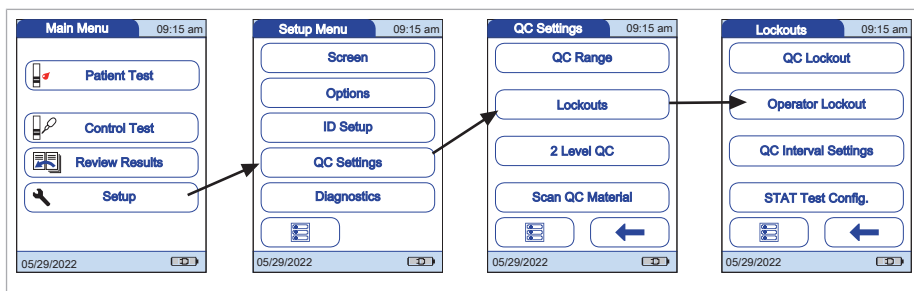 Main Menu 09:15 am
Patient Test
Control Test
Review Results
Setup
05/29/2022
Setup Menu 09:15 am
Screen
Options
ID Setup
QC Settings
Diagnostics
05/29/2022
QC Settings 09:15 am
QC Range
Lockouts
2 Level QC
Scan QC Material
05/29/2022
Lockouts 09:15 am
QC Lockout
Operator Lockout
QC Interval Settings
STAT Test Config.
05/29/2022